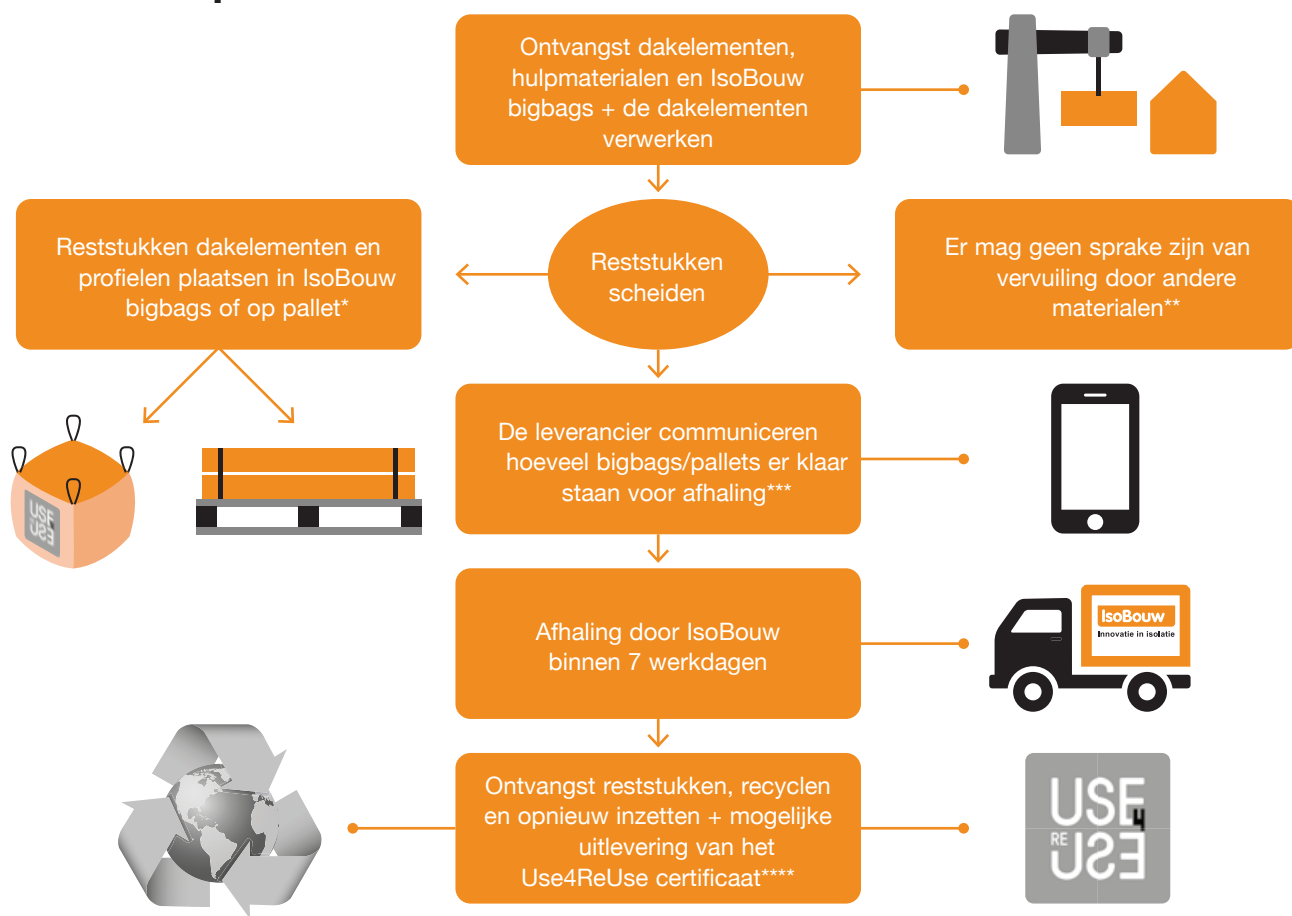 Ontvangst dakelementen,
hulpmaterialen en IsoBouw
bigbags + de dakelementen
verwerken
Reststukken dakelementen en
profielen plaatsen in IsoBouw
bigbags of op pallet*
Reststukken
scheiden
Er mag geen sprake zijn van
vervuiling door andere
materialen**
USE
USE
De leverancier communiceren
hoeveel bigbags/pallets er klaar
staan voor afhaling***
Afhaling door IsoBouw
binnen 7 werkdagen
IsoBouw
Innovatie in isolatie
Ontvangst reststukken, recyclen
en opnieuw inzetten + mogelijke
uitlevering van het
Use4ReUse certificaat****
USE
4
RE
USE